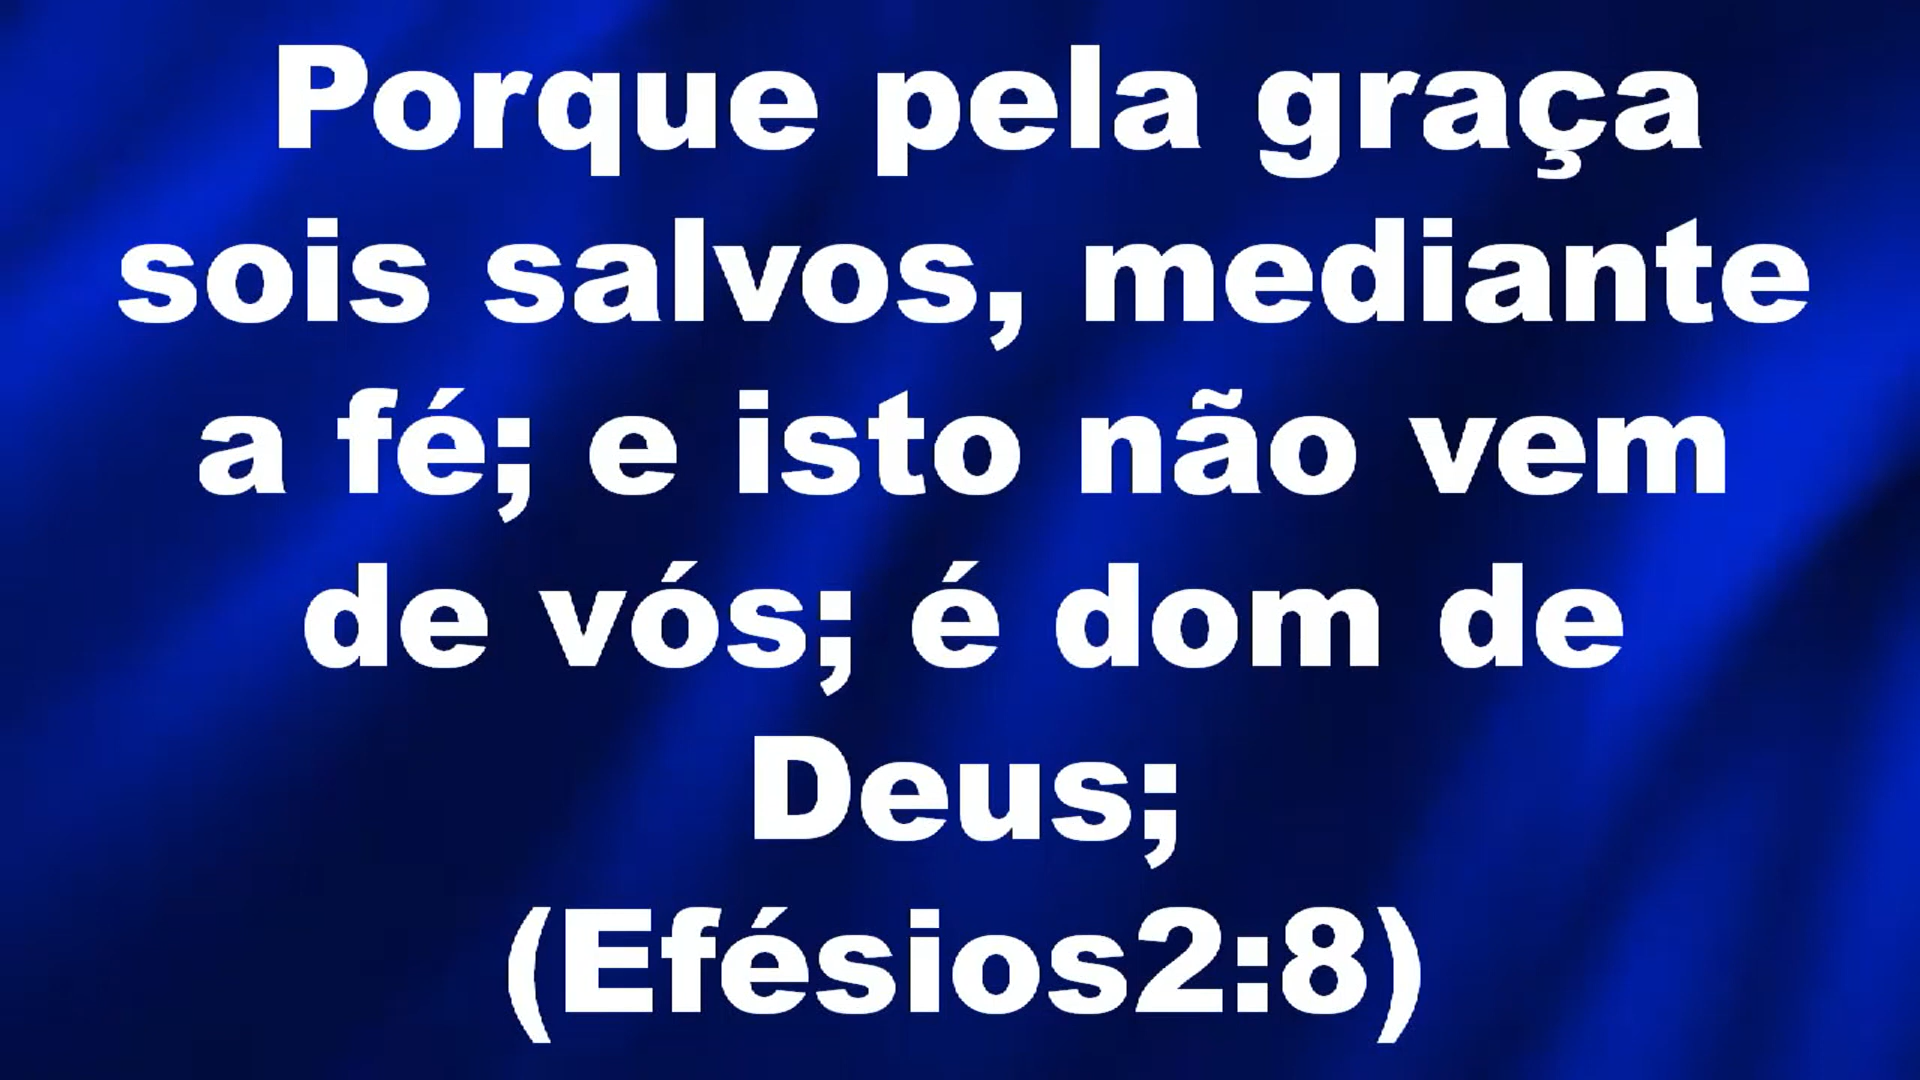 Porque pela graça
sois salvos, mediante
a fé; e isto não vem
de vós; é dom de
Deus;
(Efésios2:8)